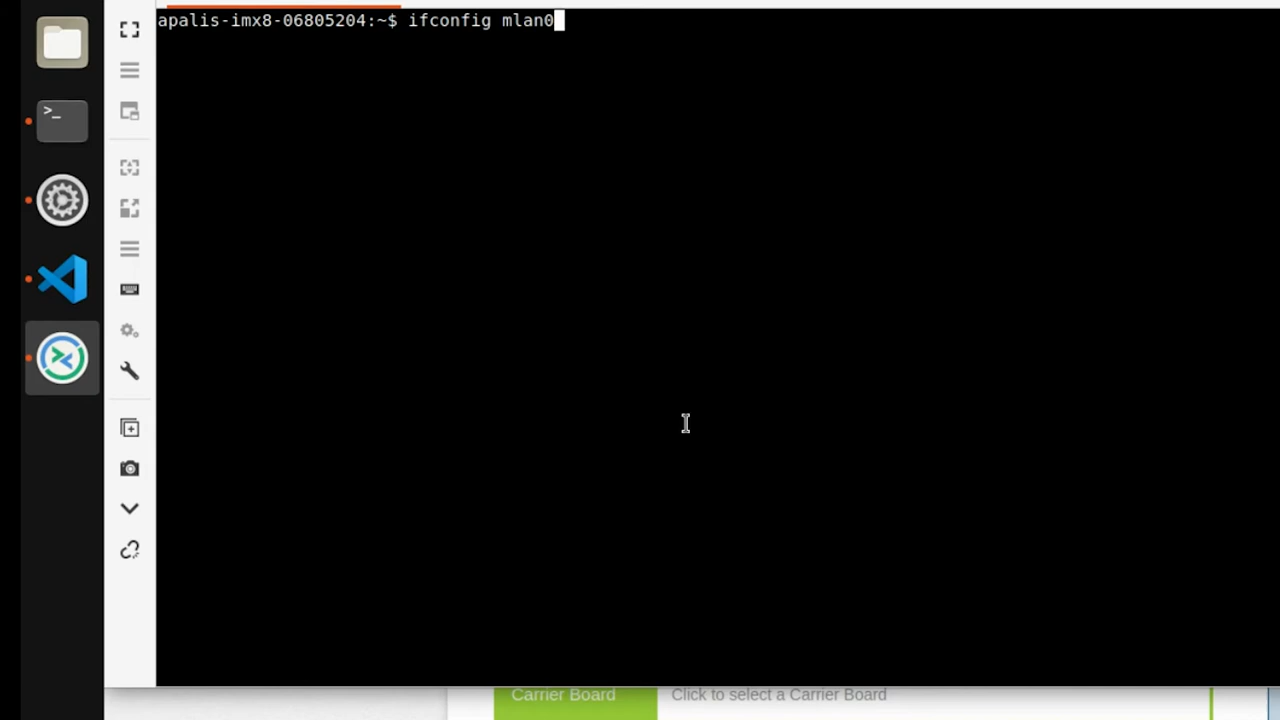 apalis-imx8-06805204:~$ ifconfig mlan0
>_
Carrier Board
Click to select a Carrier Board